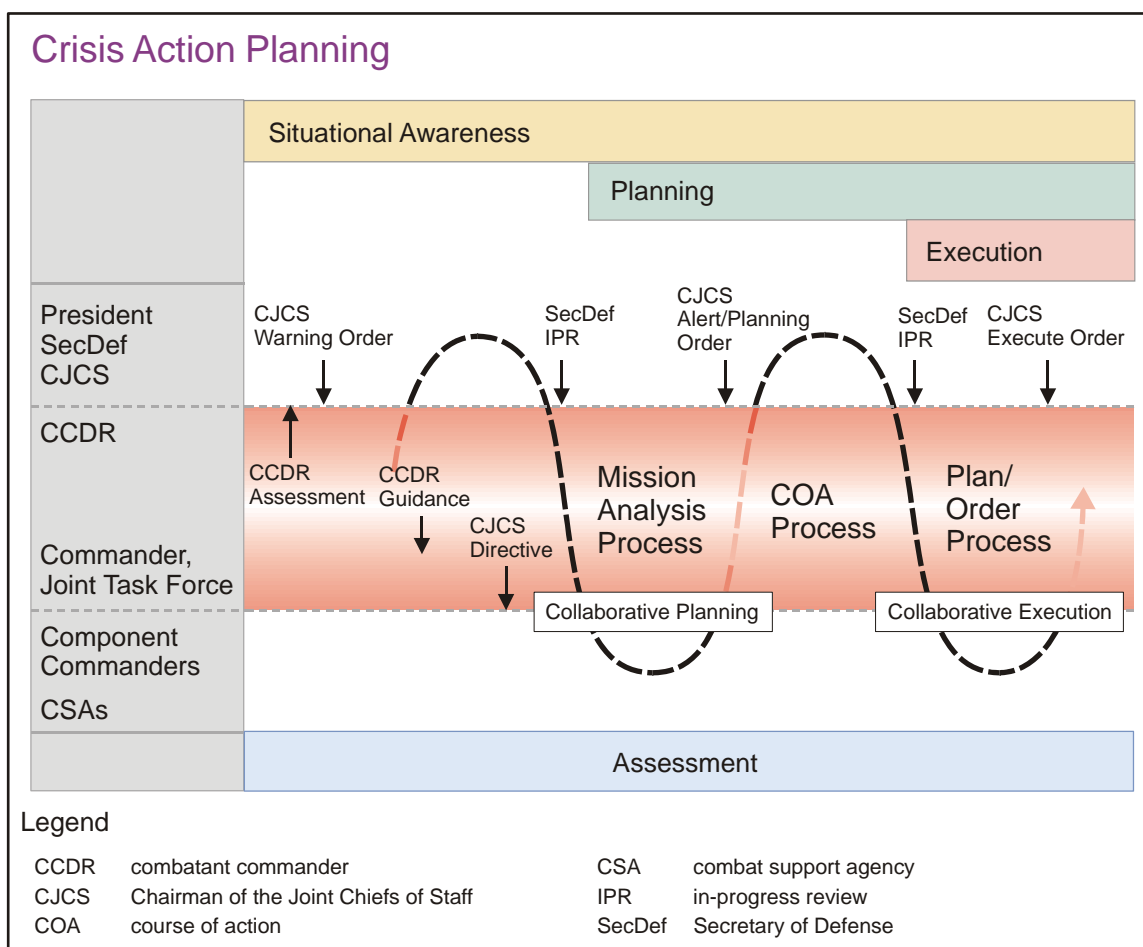 Crisis Action Planning
Situational Awareness
Planning
Execution
President
SecDef
CJCS
CJCS
Warning Order
SecDef
IPR
CJCS
Alert/Planning
Order
SecDef
IPR
CJCS
Execute Order
CCDR
CCDR
Assessment
CCDR
Guidance
CJCS
Directive
Mission
Analysis
Process
COA
Process
Plan/
Order
Process
Commander,
Joint Task Force
Collaborative Planning
Collaborative Execution
Component
Commanders
CSAs
Assessment
Legend
CCDR combatant commander
CJCS Chairman of the Joint Chiefs of Staff
COA course of action
CSA combat support agency
IPR in-progress review
SecDef Secretary of Defense